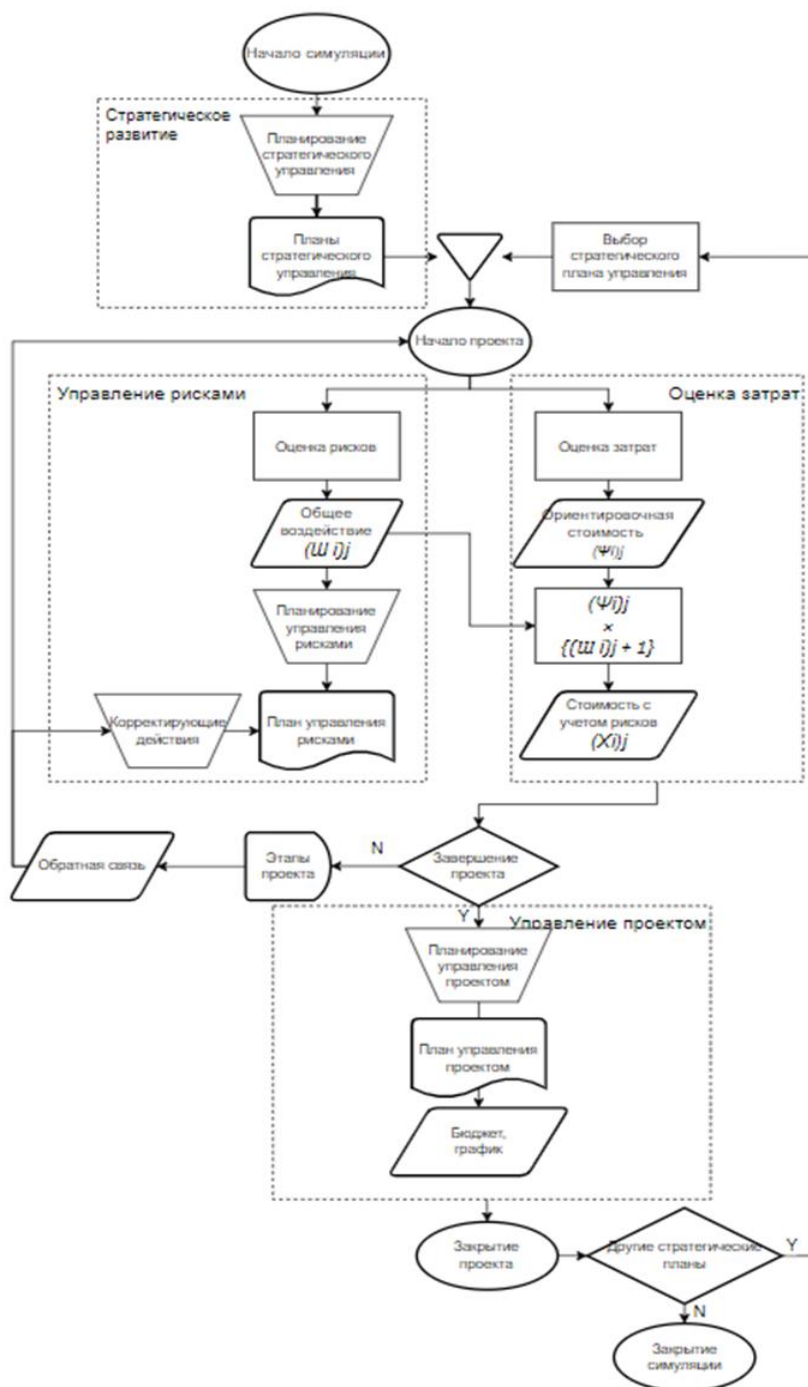 Начало симуляции
Стратегическое
развитие
Планирование
стратегического
управления
Планы
стратегического
управления
Выбор
стратегического
плана управления
Начало проекта
Управление рисками
Оценка затрат
Оценка рисков
Оценка затрат
Общее
воздействие
(Ш i)j
Ориентировочная
стоимость
(Ψi)j
Планирование
управления
рисками
(Ψi)j
×
{(Ш i)j + 1}
Корректирующие
действия
План управления
рисками
Стоимость с
учетом рисков
(Xi)j
Обратная связь
Этапы
проекта
N
Завершение
проекта
Y
Управление проектом
Планирование
управления
проектом
План управления
проектом
Бюджет,
график
Закрытие
проекта
Другие стратегические
планы
Y
N
Закрытие
симуляции